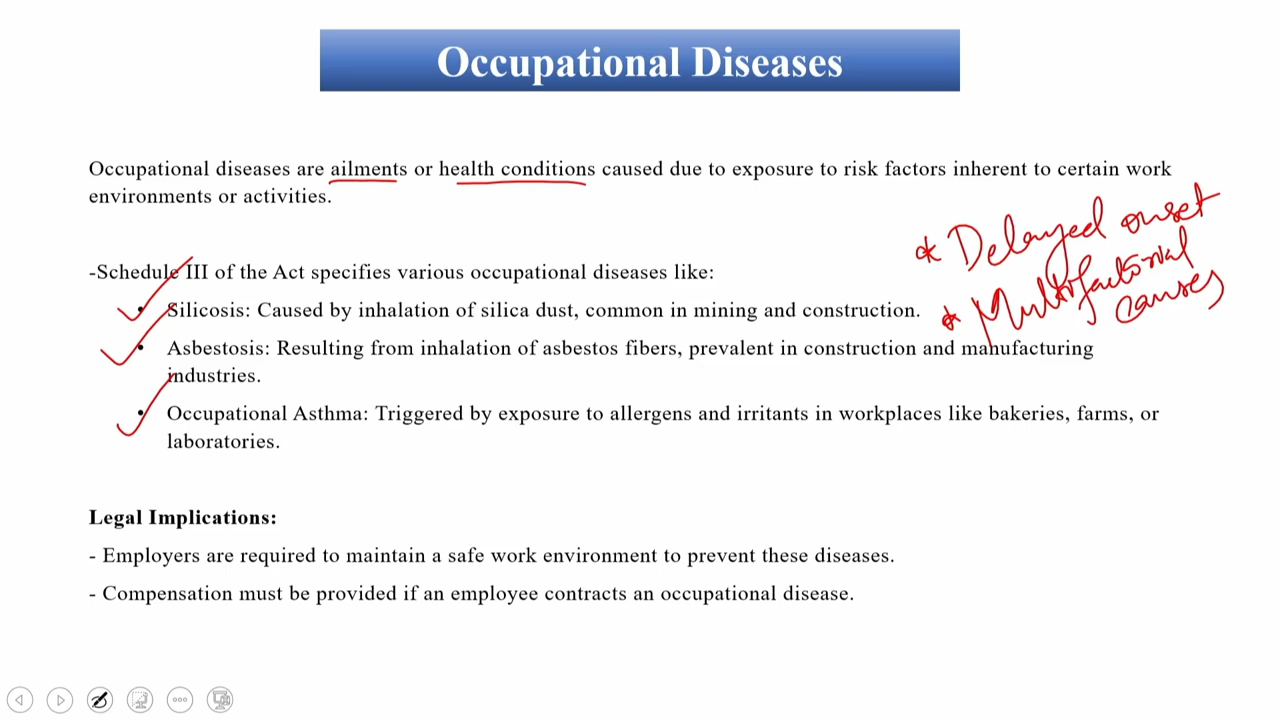 Occupational Diseases
Occupational diseases are ailments or health conditions caused due to exposure to risk factors inherent to certain work
environments or activities.
* Delayed onset
* Multifactorial
causes
-Schedule III of the Act specifies various occupational diseases like:
• Silicosis: Caused by inhalation of silica dust, common in mining and construction.
• Asbestosis: Resulting from inhalation of asbestos fibers, prevalent in construction and manufacturing
industries.
• Occupational Asthma: Triggered by exposure to allergens and irritants in workplaces like bakeries, farms, or
laboratories.
Legal Implications:
- Employers are required to maintain a safe work environment to prevent these diseases.
- Compensation must be provided if an employee contracts an occupational disease.